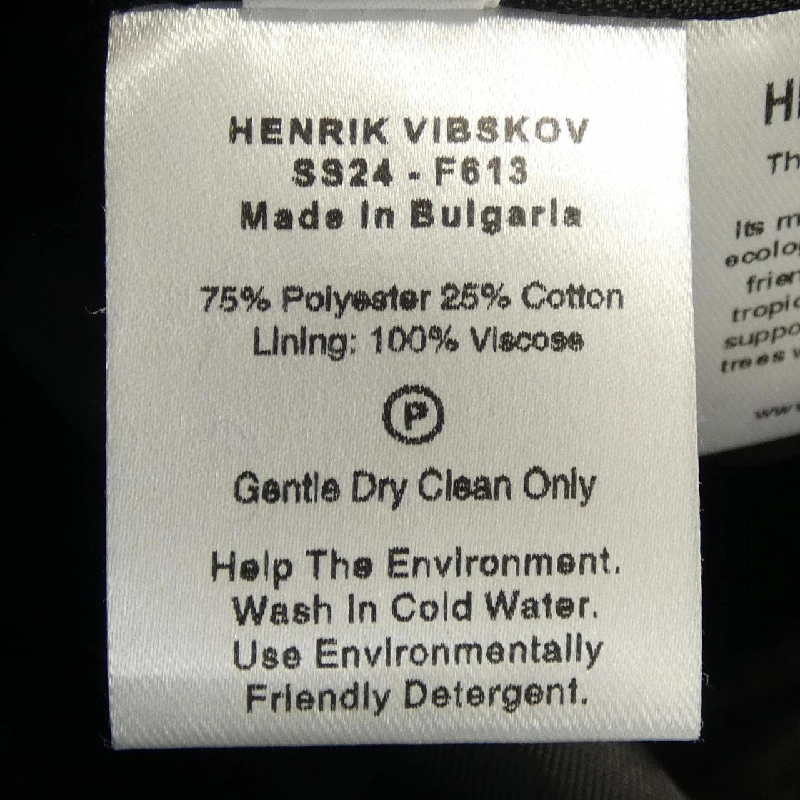 HENRIK VIBSKOV
SS24 - F613
Made In Bulgaria
75% Polyester 25% Cotton
Lining: 100% Viscose
P
Gentle Dry Clean Only
Help The Environment.
Wash In Cold Water.
Use Environmentally
Friendly Detergent.
Its